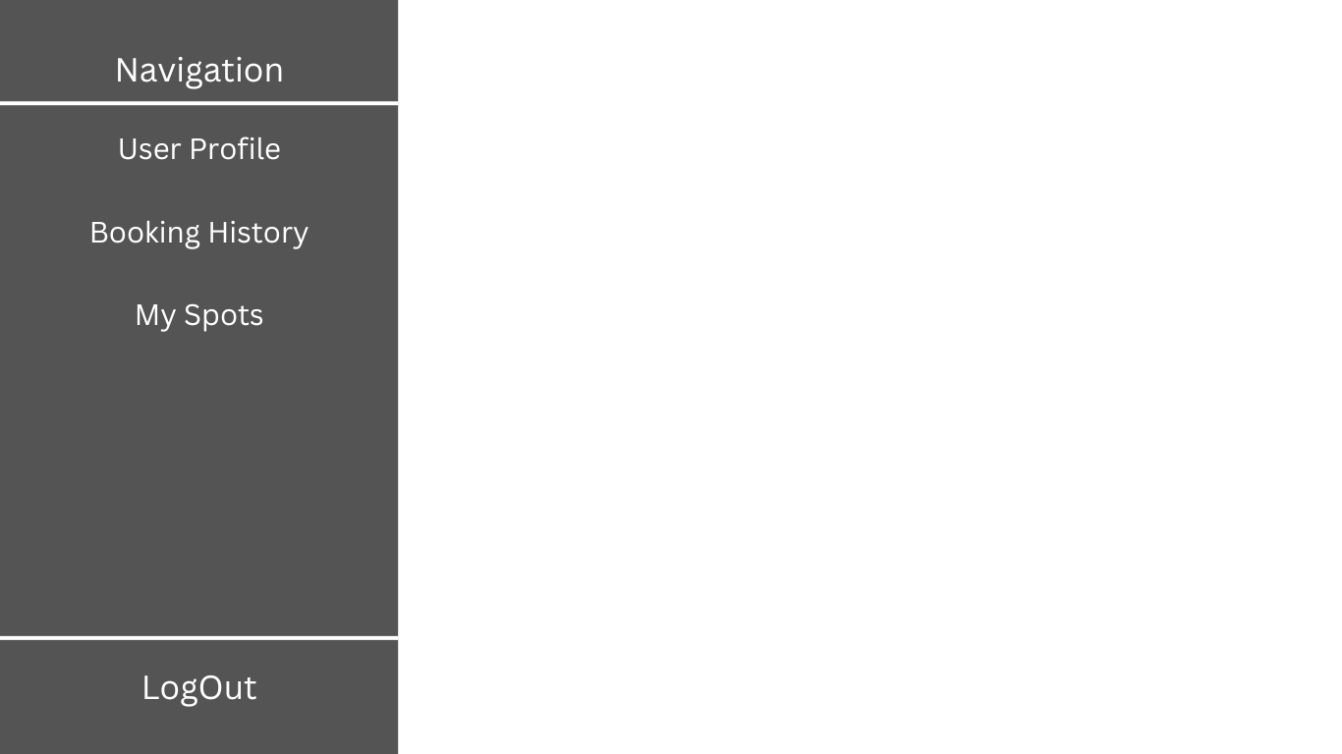 Navigation
User Profile
Booking History
My Spots
LogOut